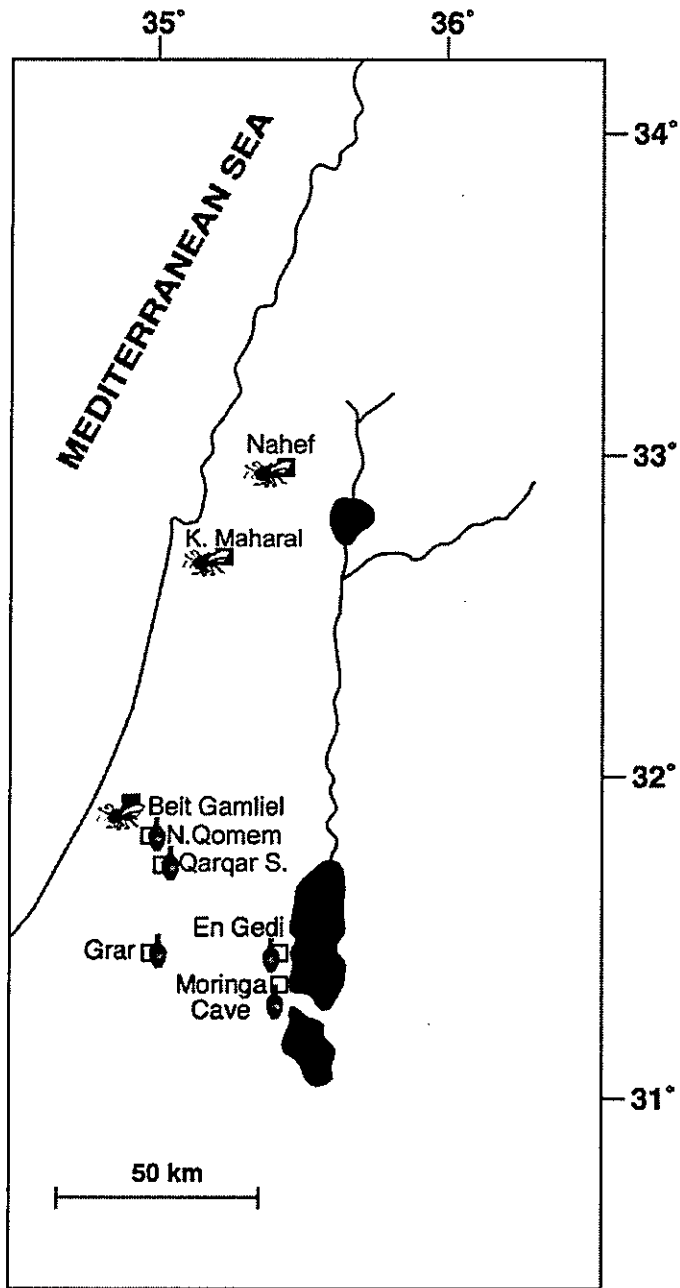 35°
36°
34°
MEDITERRANEAN SEA
Nahef
33°
K. Maharal
32°
Beit Gamliel
N.Qomem
Qarqar S.
En Gedi
Grar
Moringa
Cave
31°
50 km